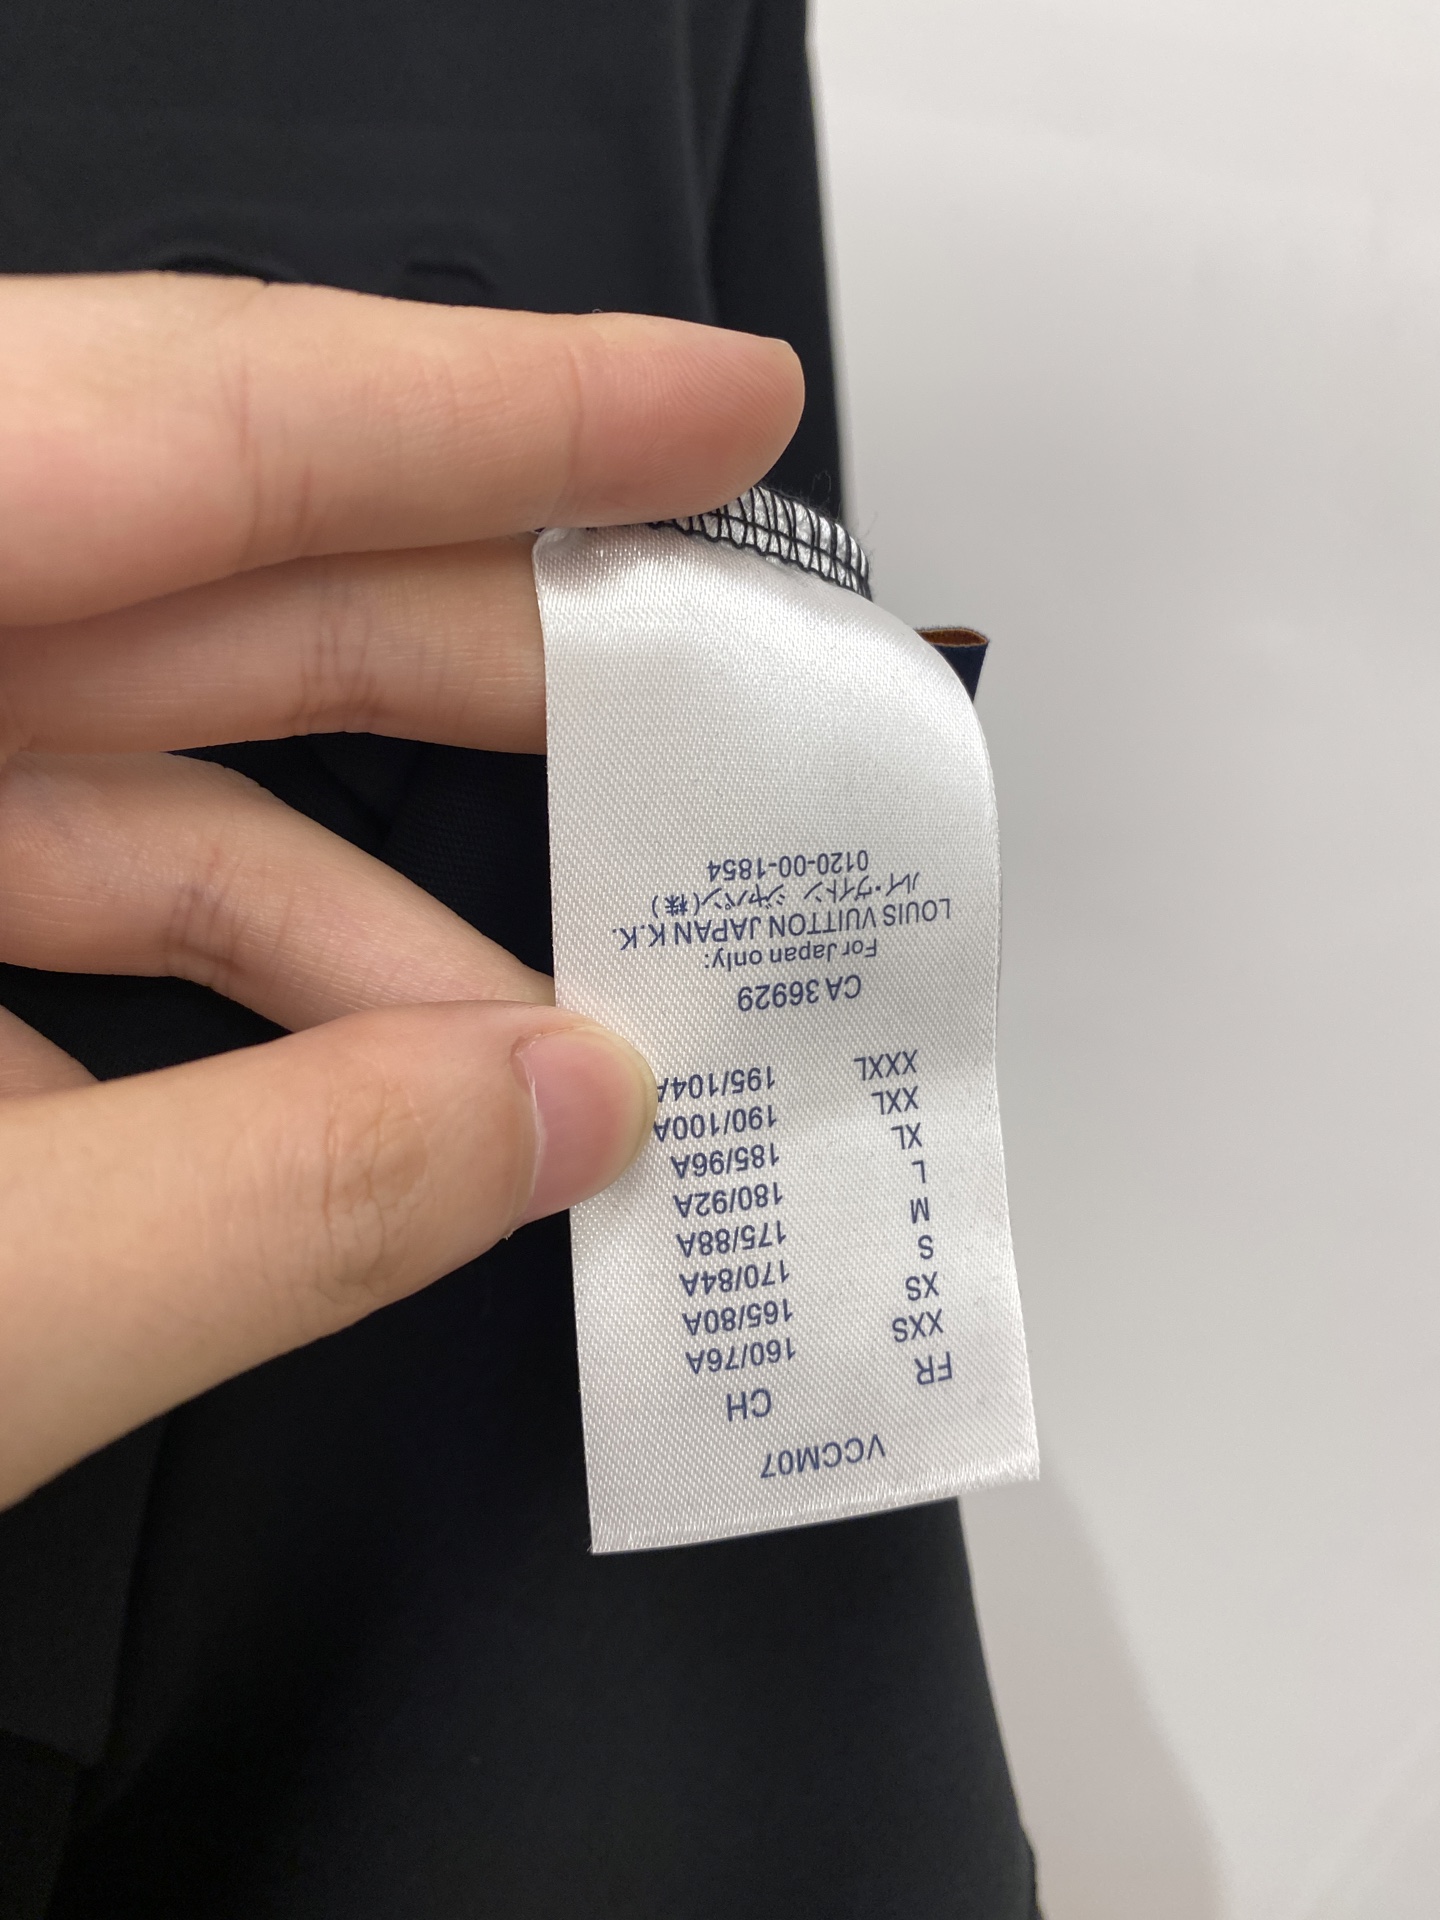 VCCM07
FR CH
XXS 160/76A
XS 165/80A
S 170/84A
M 175/88A
L 180/92A
XL 185/96A
XXL 190/100A
XXXL 195/104A
CA 36929
For Japan only:
LOUIS VUITTON JAPAN K.K.
ルイ・ヴィトン ジャパン(株)
0120-00-1854